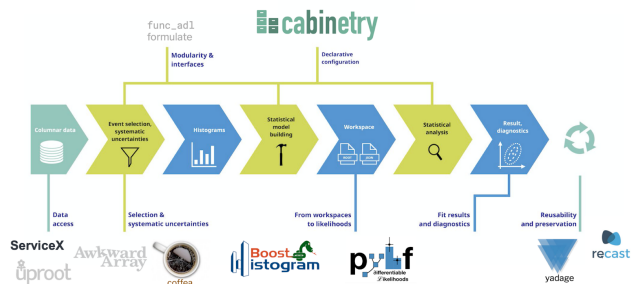 func_adl
formulate
cabinetry
Modularity &
interfaces
Declarative
configuration
Columnar data
Event selection,
systematic
uncertainties
Histograms
Statistical
model
building
Workspace
Statistical
analysis
Result,
diagnostics
Data
access
Selection &
systematic uncertainties
From workspaces
to likelihoods
Fit results
and diagnostics
Reusability
and preservation
ServiceX
uproot
Awkward
Array
coffea
Boost
Histogram
pyhf
differentiable
Likelihoods
yadage
recast